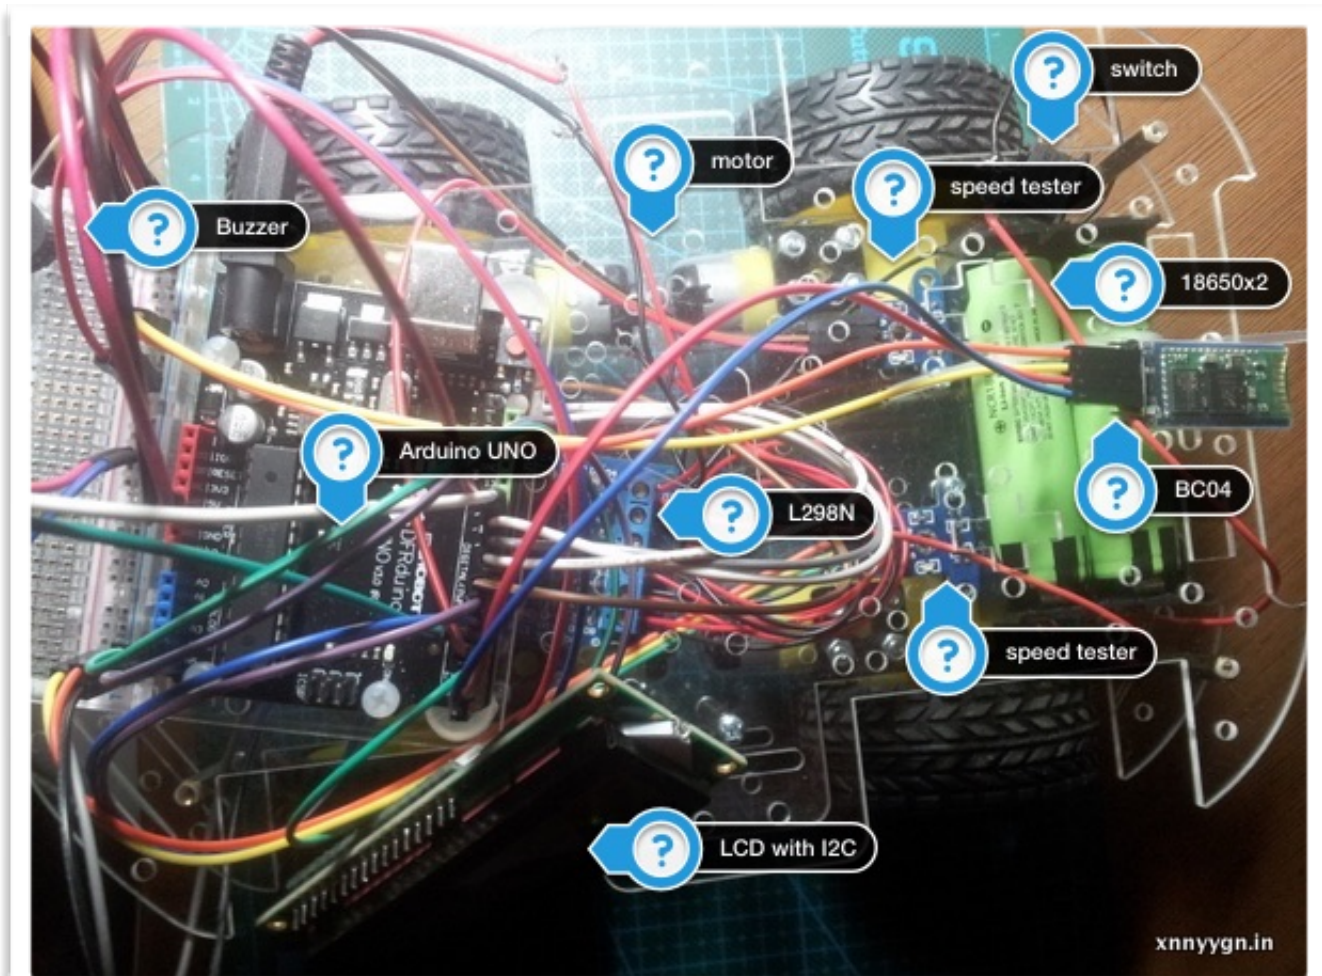 switch
motor
speed tester
Buzzer
18650x2
Arduino UNO
BC04
L298N
speed tester
LCD with I2C
xnnyygn.in